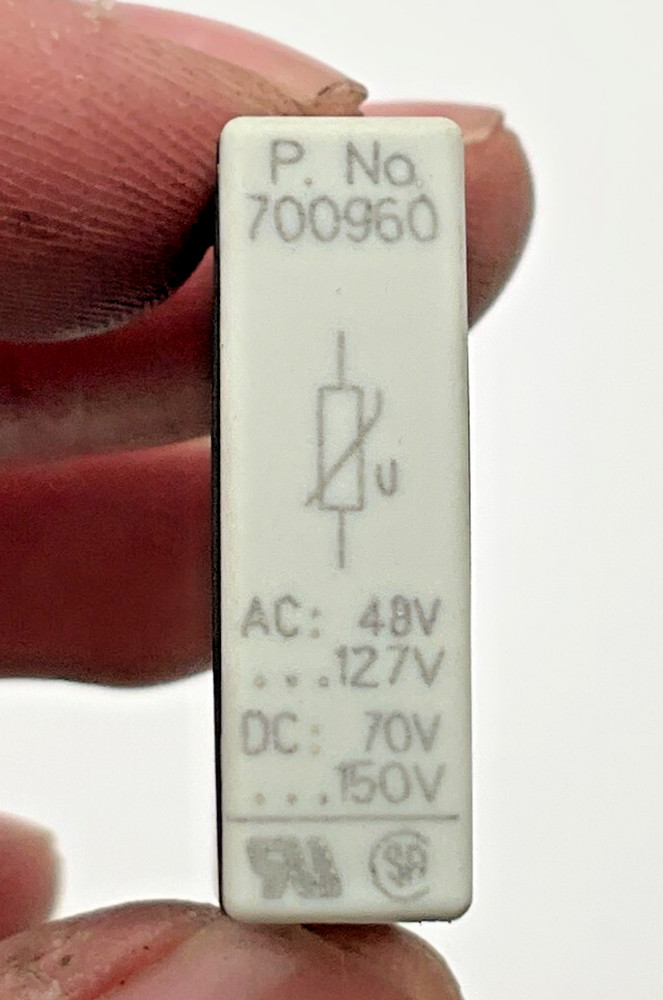 P. No.
700960
U
AC: 48V
...127V
DC: 70V
...150V